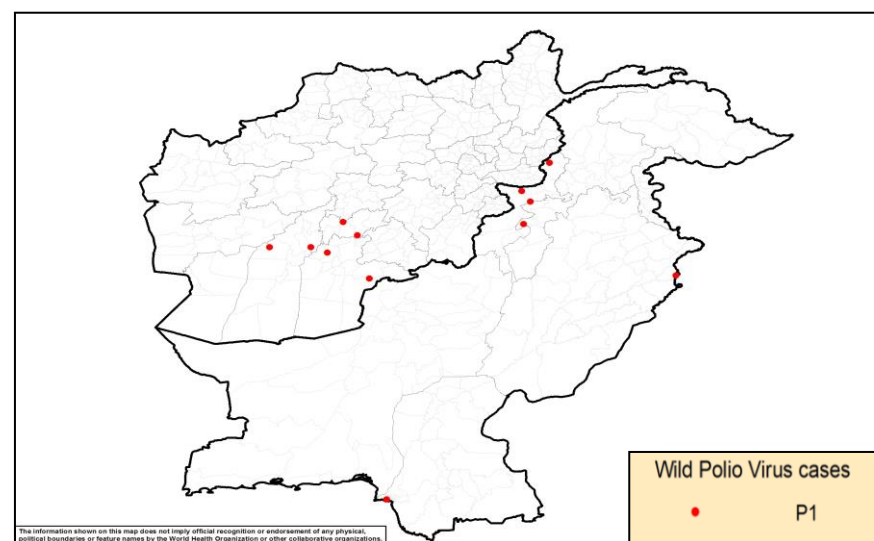 Wild Polio Virus cases
P1
The information shown on this map does not imply official recognition or endorsement of any physical,
political boundaries or feature names by the World Health Organization or other collaborative organizations.